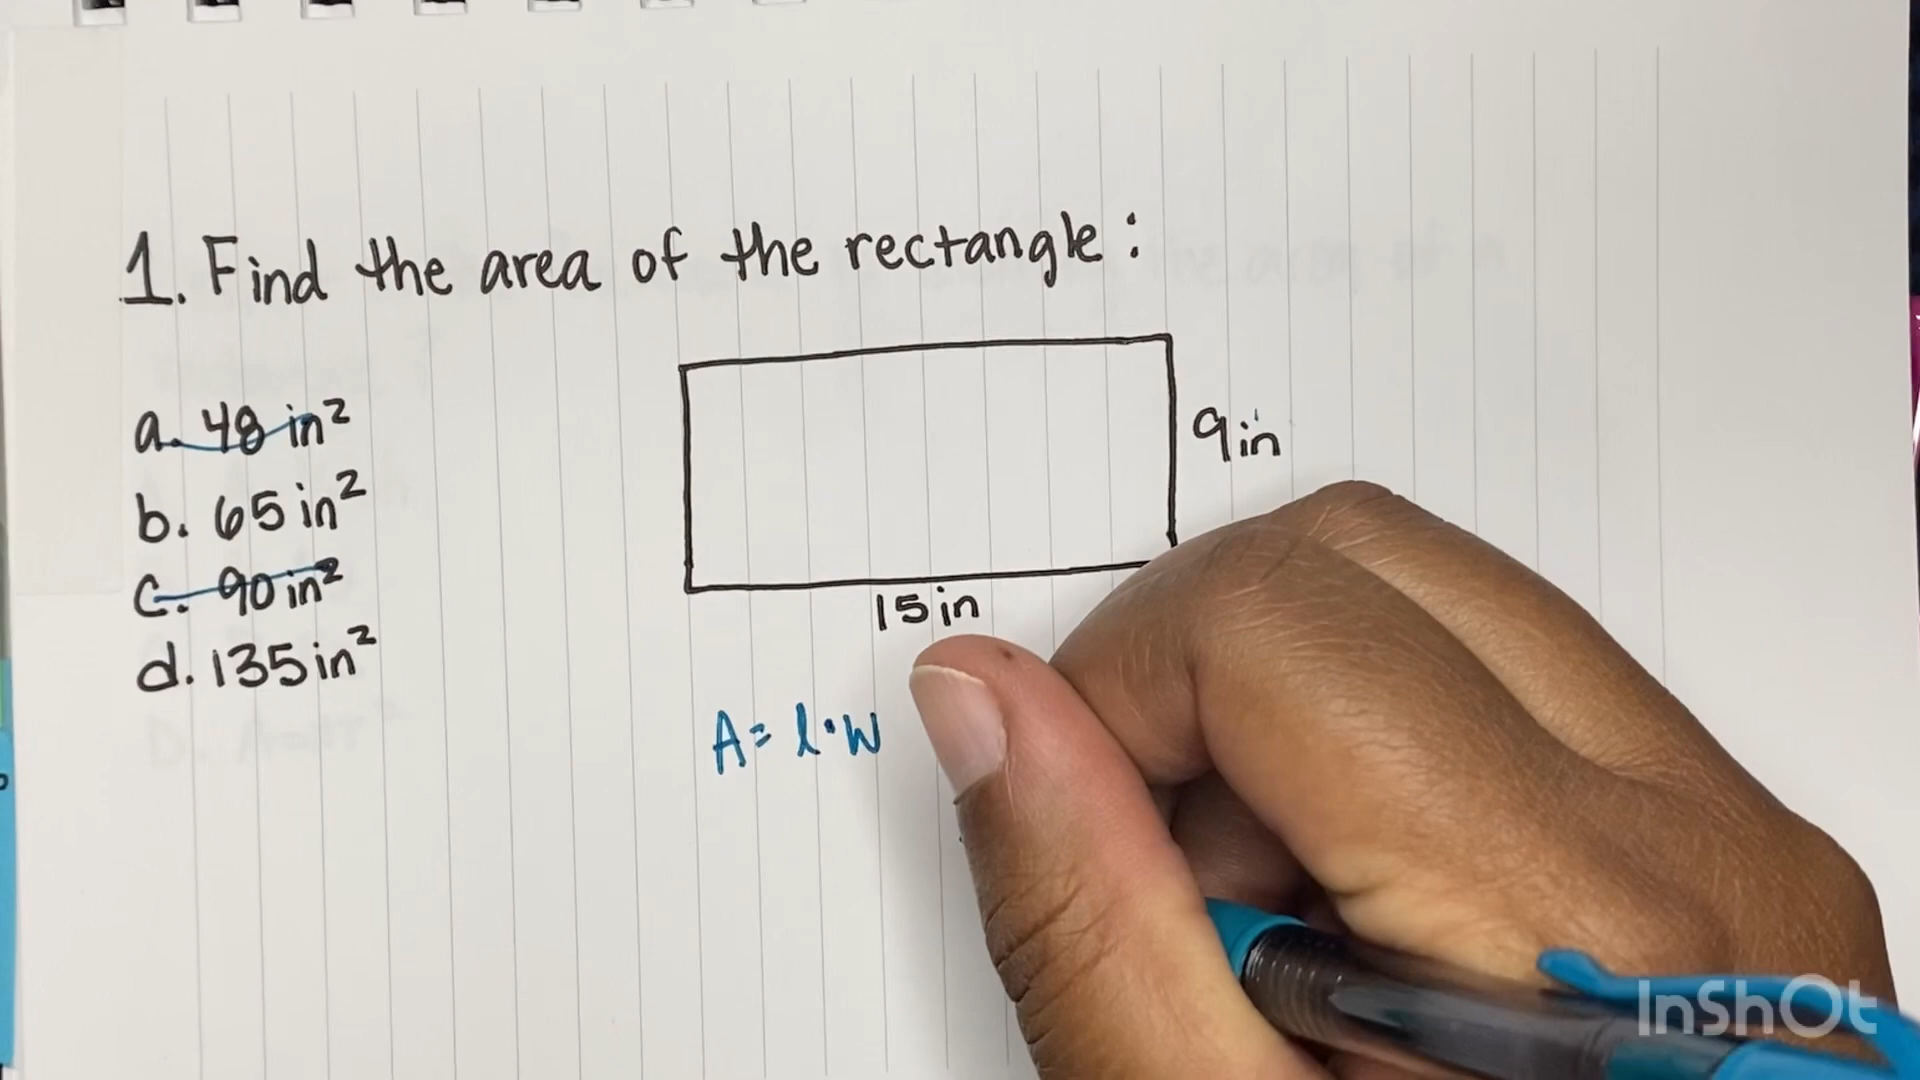 1. Find the area of the rectangle:
a. 48 in²
b. 65 in²
c. 90 in²
d. 135 in²
9 in
15 in
A = l · W
InShOt